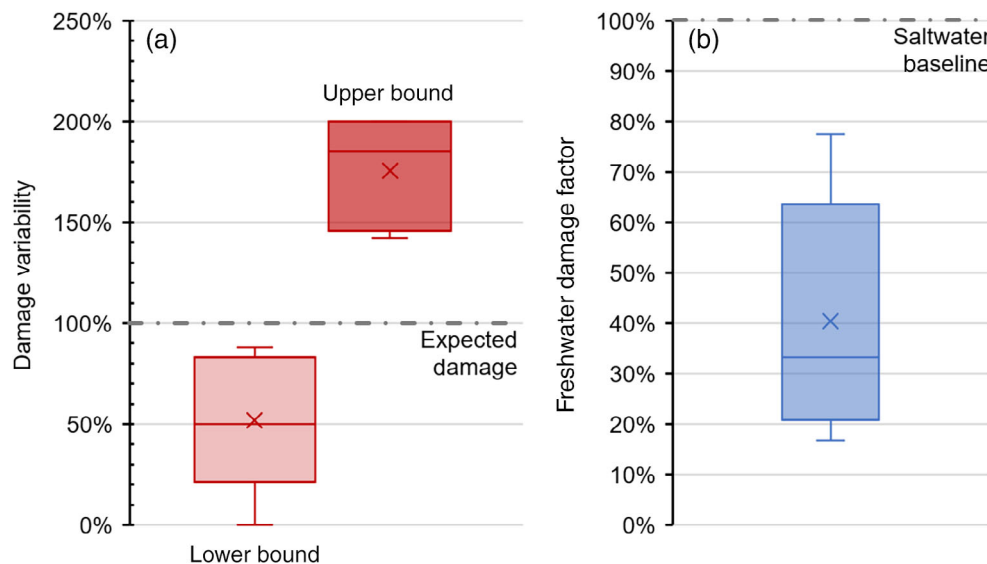 (a)
Damage variability
250%
200%
150%
100%
50%
0%
Upper bound
Expected
damage
Lower bound
(b)
Freshwater damage factor
100%
90%
80%
70%
60%
50%
40%
30%
20%
10%
0%
Saltwater
baseline